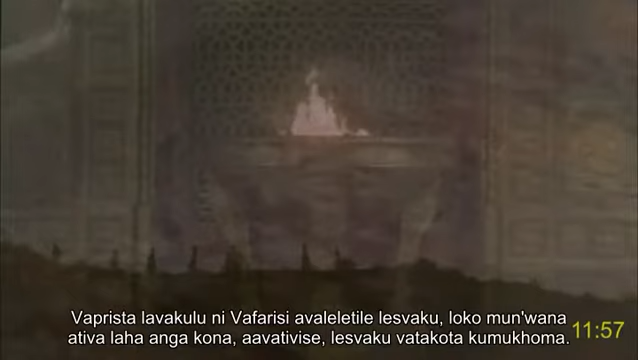 Vaprista lavakulu ni Vafarisi avaleletile lesvaku, loko mun'wana
ativa laha anga kona, aavativise, lesvaku vatakota kumukhoma.
11:57